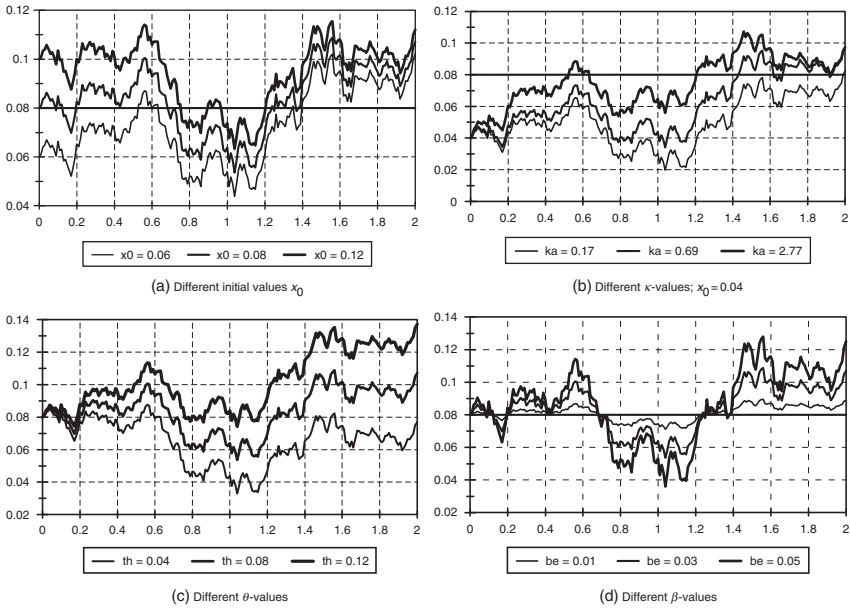 0.12
0.1
0.08
0.06
0.04
0 0.2 0.4 0.6 0.8 1 1.2 1.4 1.6 1.8 2
x0 = 0.06 x0 = 0.08 x0 = 0.12
(a) Different initial values x0
0.12
0.1
0.08
0.06
0.04
0.02
0
0 0.2 0.4 0.6 0.8 1 1.2 1.4 1.6 1.8 2
ka = 0.17 ka = 0.69 ka = 2.77
(b) Different κ-values; x0 = 0.04
0.14
0.12
0.1
0.08
0.06
0.04
0.02
0 0.2 0.4 0.6 0.8 1 1.2 1.4 1.6 1.8 2
th = 0.04 th = 0.08 th = 0.12
(c) Different θ-values
0.14
0.12
0.1
0.08
0.06
0.04
0.02
0 0.2 0.4 0.6 0.8 1 1.2 1.4 1.6 1.8 2
be = 0.01 be = 0.03 be = 0.05
(d) Different β-values